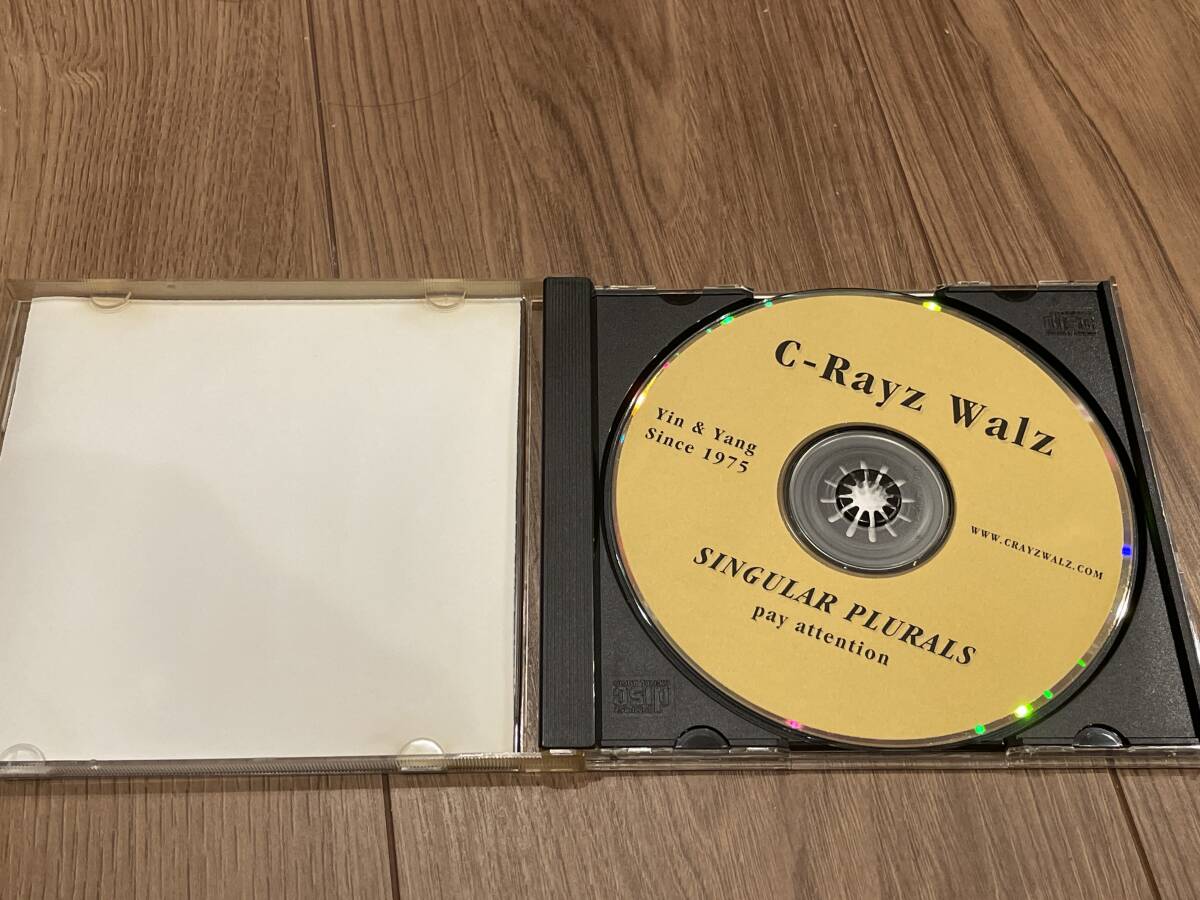 C-Rayz Walz
Yin & Yang
Since 1975
WWW.CRAYZWALZ.COM
SINGULAR PLURALS
pay attention